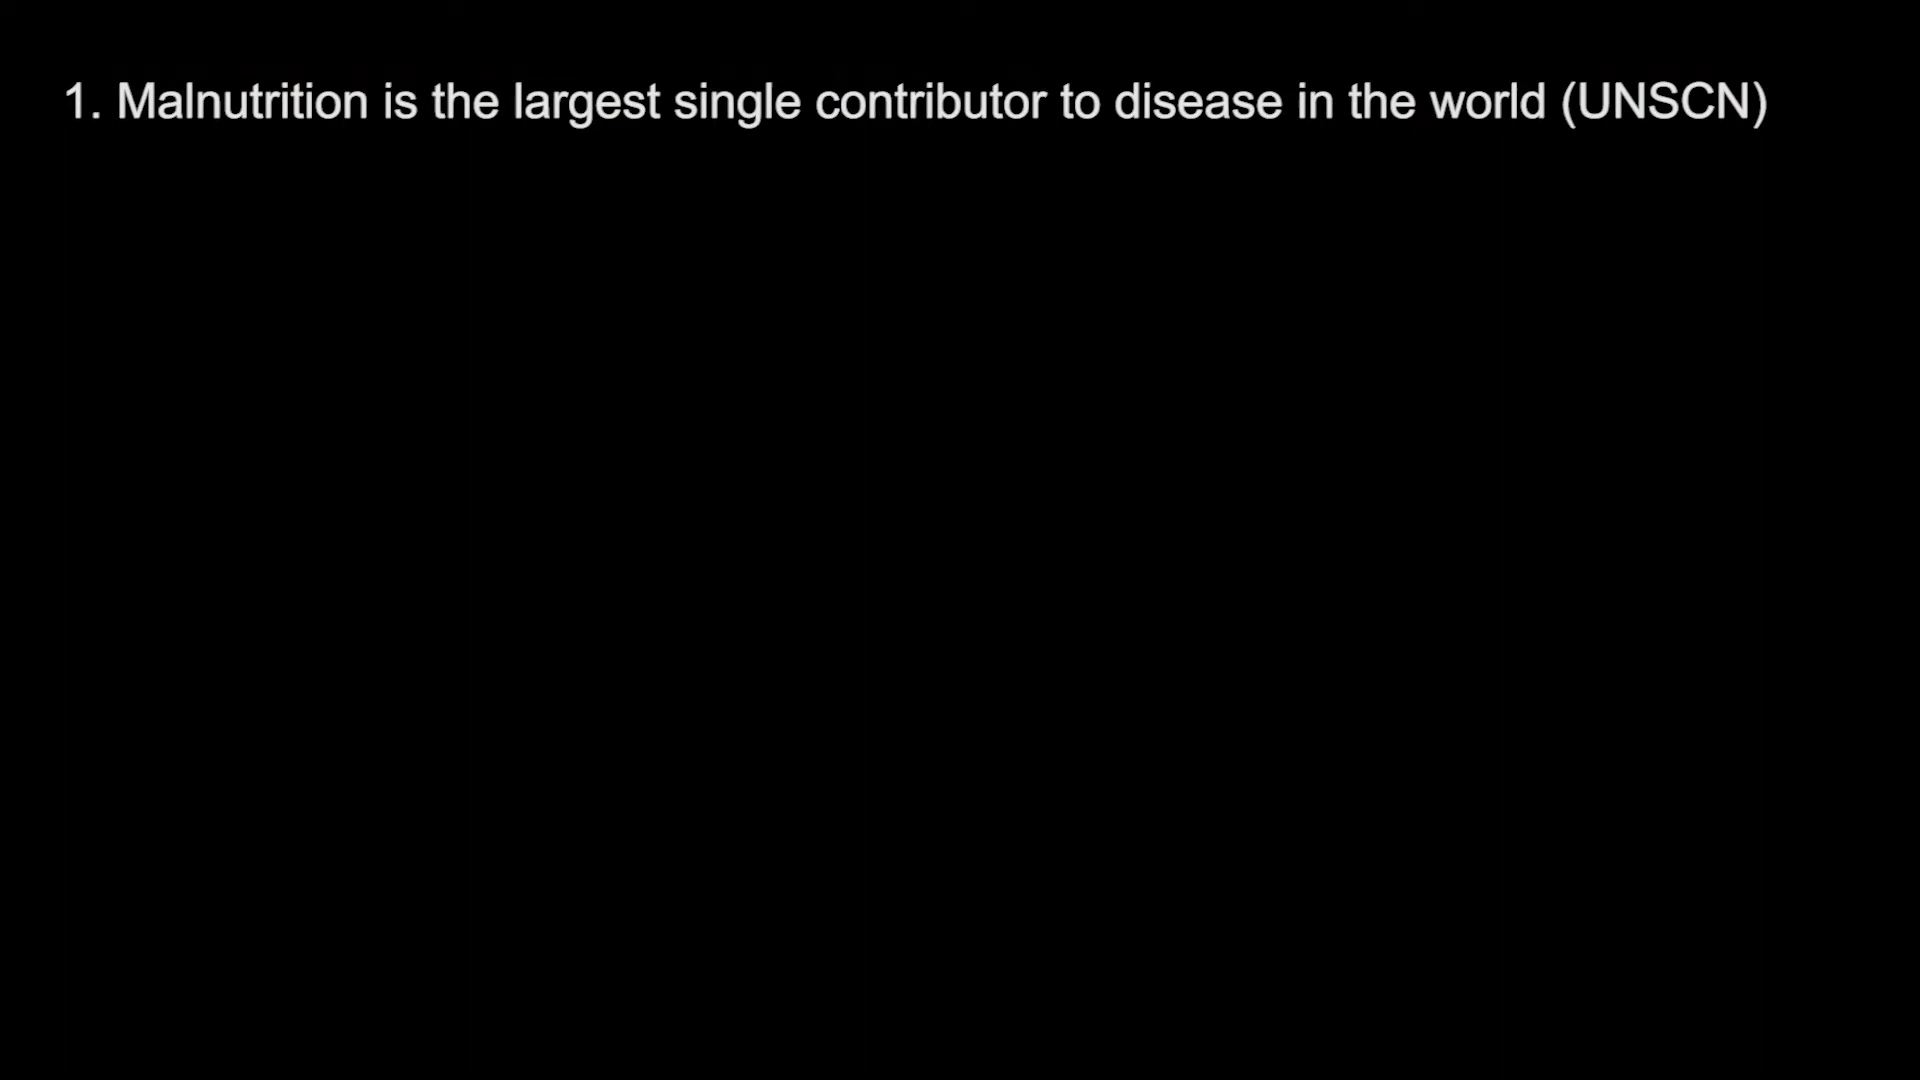 1. Malnutrition is the largest single contributor to disease in the world (UNSCN)